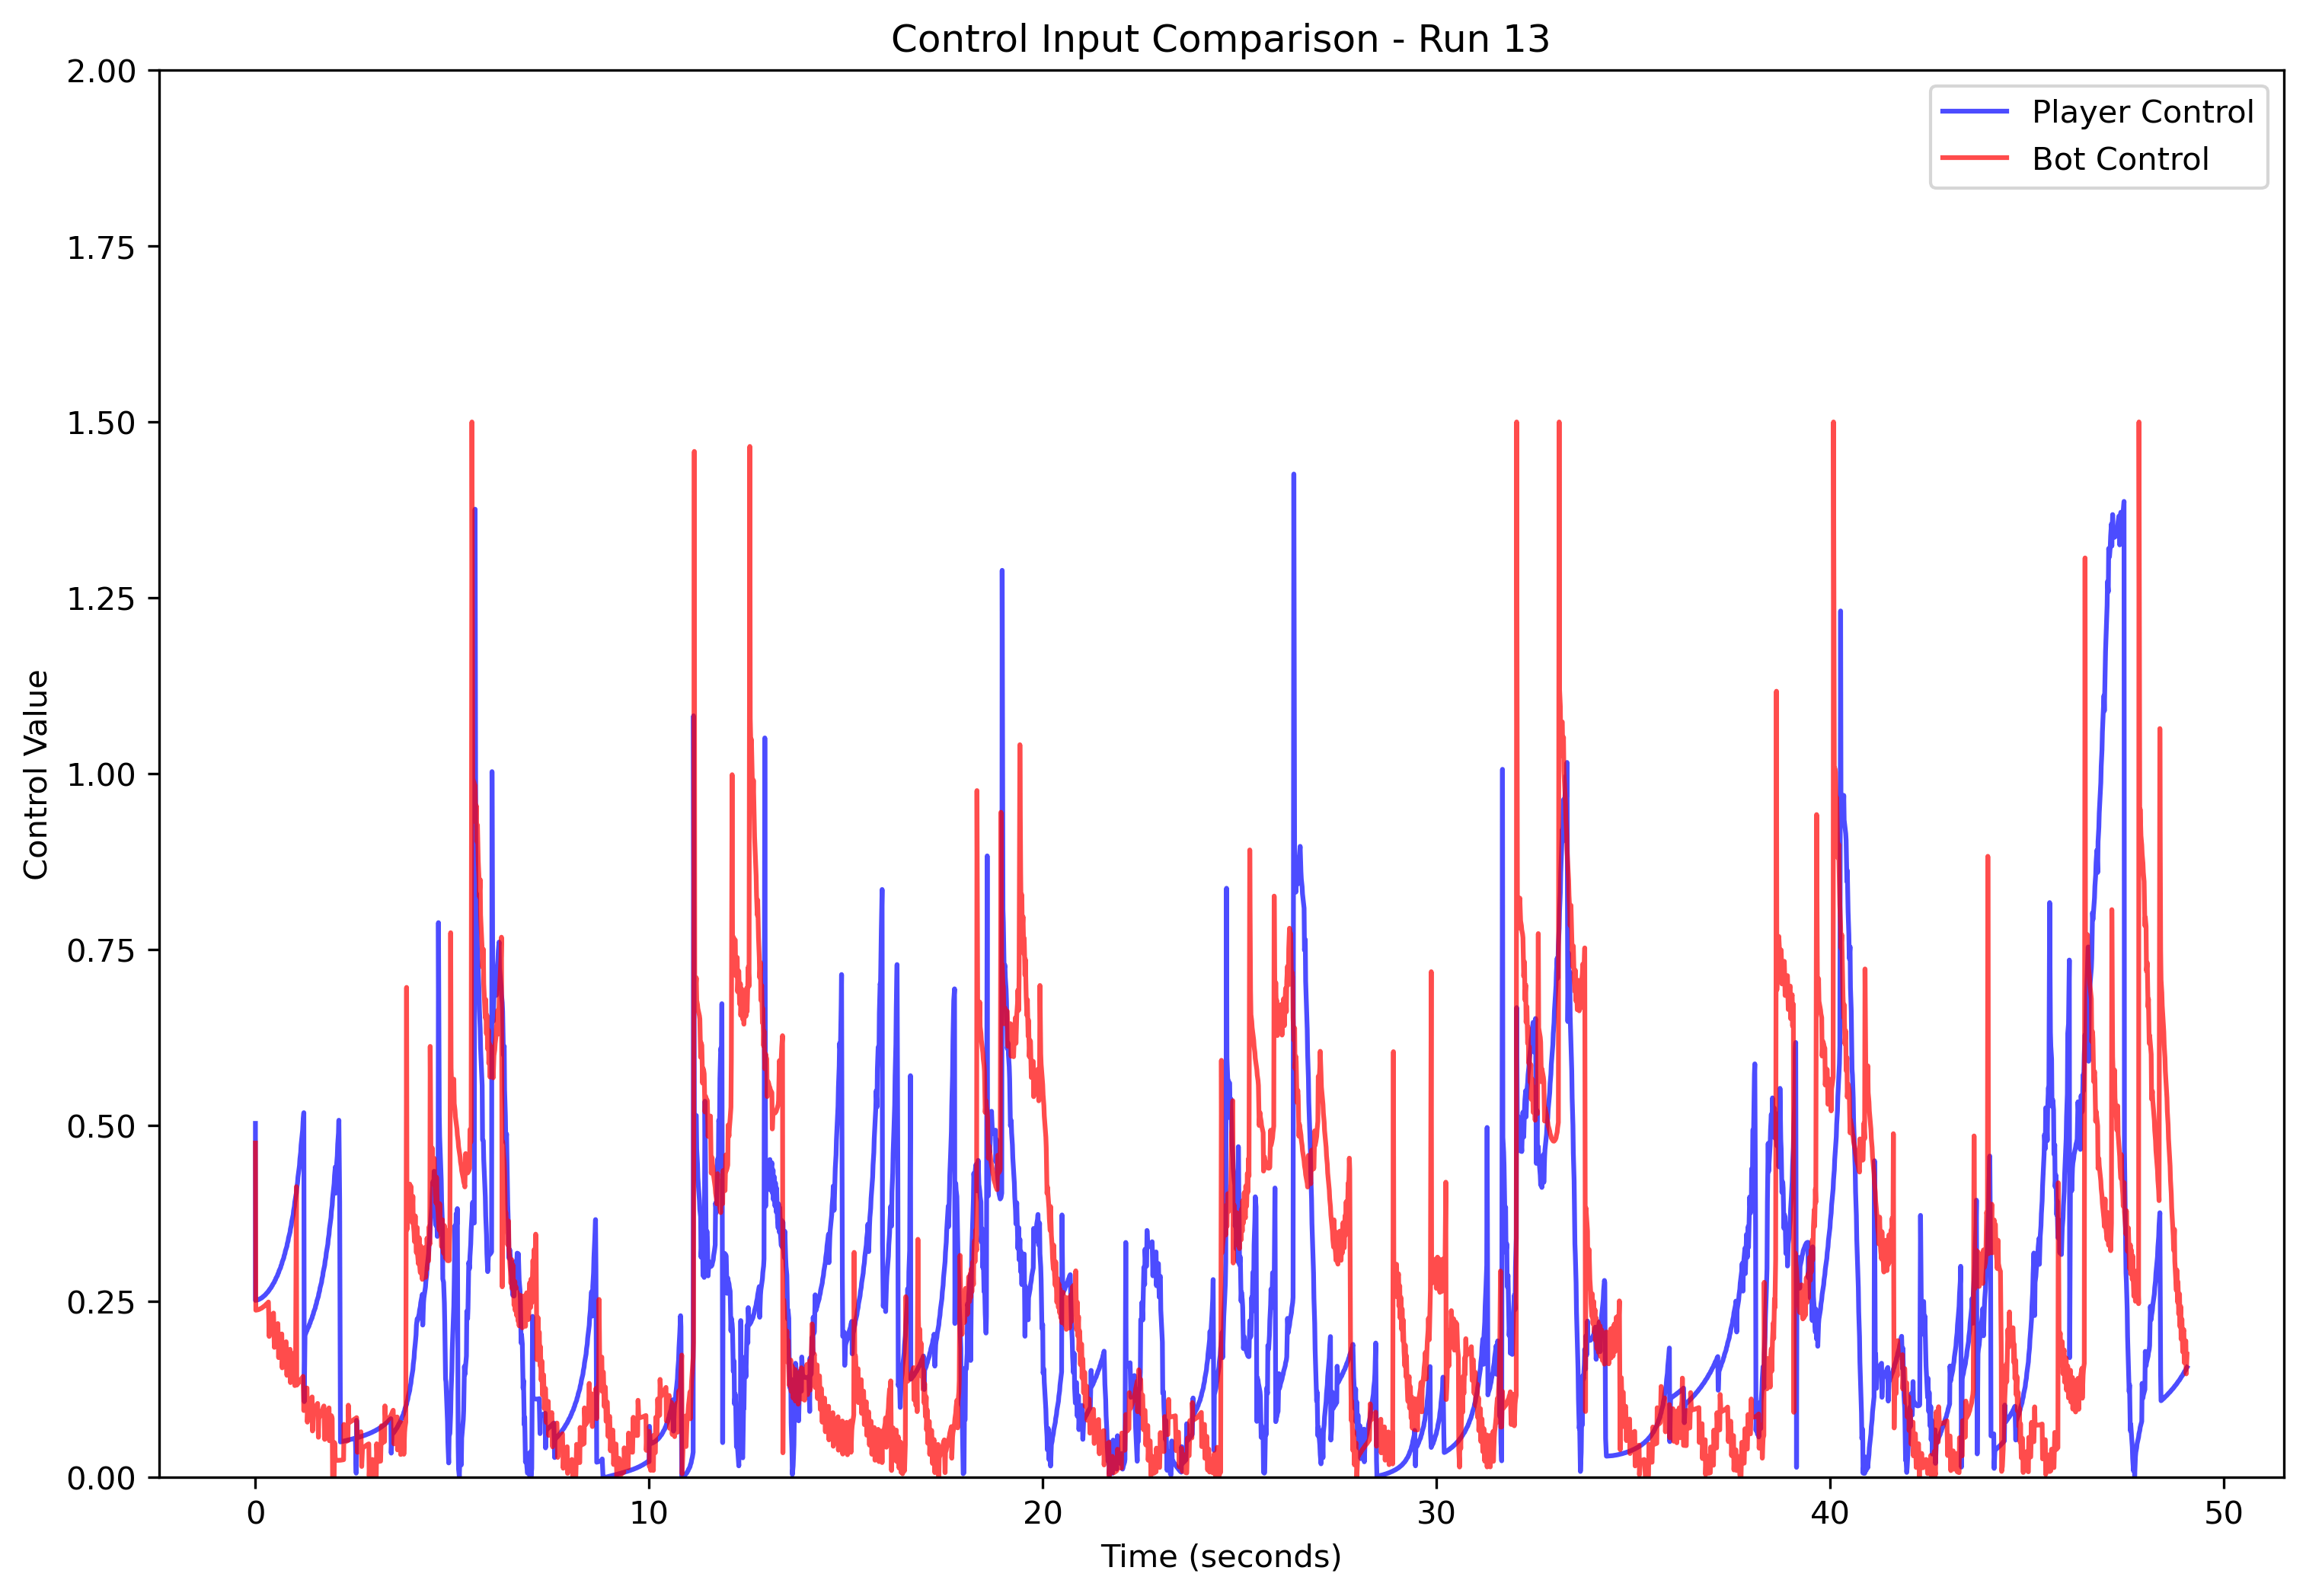 Control Input Comparison - Run 13
2.00
1.75
1.50
1.25
1.00
0.75
0.50
0.25
0.00
Control Value
Player Control
Bot Control
0 10 20 30 40 50
Time (seconds)